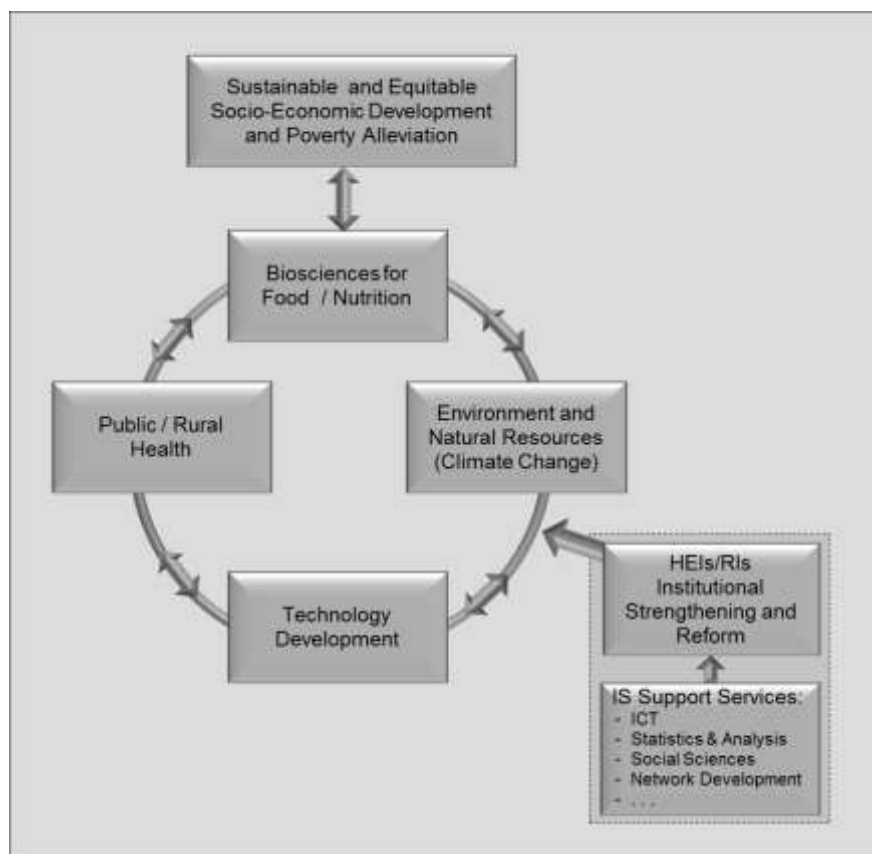 Sustainable and Equitable
Socio-Economic Development
and Poverty Alleviation
Biosciences for
Food / Nutrition
Public / Rural
Health
Environment and
Natural Resources
(Climate Change)
Technology
Development
HEIs/RIs
Institutional
Strengthening and
Reform
IS Support Services:
- ICT
- Statistics & Analysis
- Social Sciences
- Network Development
- . . .